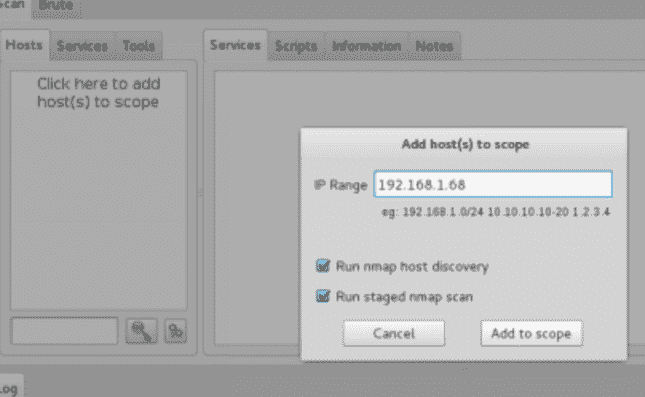 Scan Brute
Hosts Services Tools
Services Scripts Information Notes
Click here to add
host(s) to scope
Add host(s) to scope
IP Range 192.168.1.68
eg: 192.168.1.0/24 10.10.10.10-20 1.2.3.4
Run nmap host discovery
Run staged nmap scan
Cancel Add to scope
Log